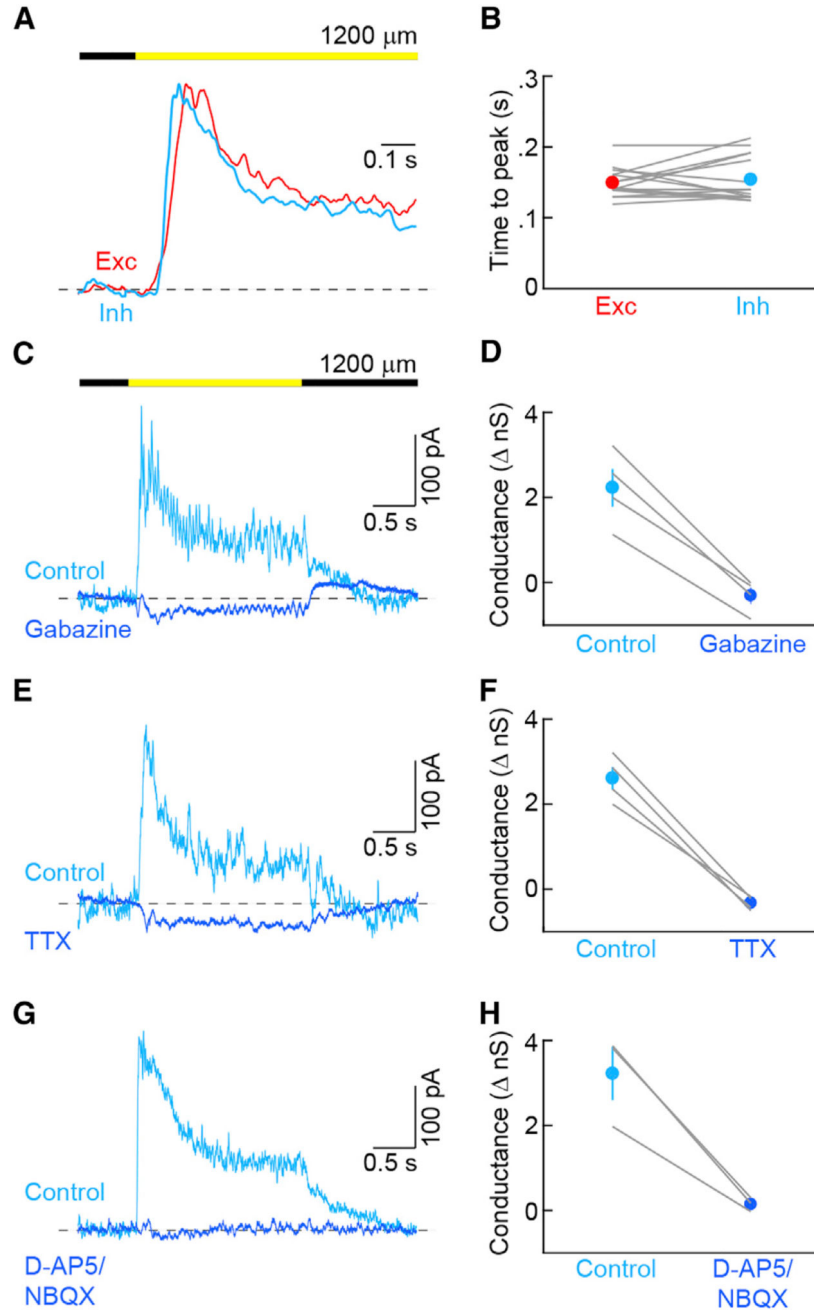 A
1200 μm
0.1 s
Exc
Inh
B
Time to peak (s)
.3
.2
.1
0
Exc
Inh
C
1200 μm
100 pA
0.5 s
Control
Gabazine
D
Conductance (Δ nS)
4
2
0
Control
Gabazine
E
100 pA
0.5 s
Control
TTX
F
Conductance (Δ nS)
4
2
0
Control
TTX
G
100 pA
0.5 s
Control
D-AP5/
NBQX
H
Conductance (Δ nS)
4
2
0
Control
D-AP5/
NBQX